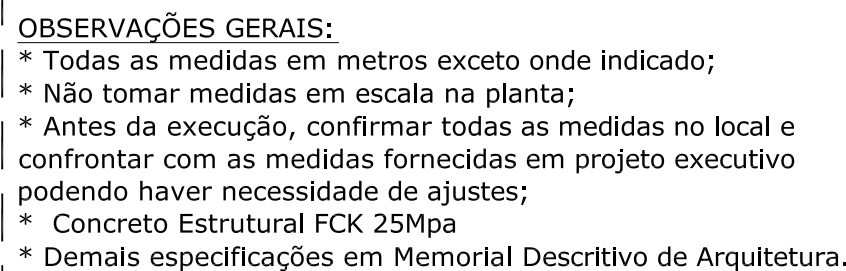 OBSERVAÇÕES GERAIS:
* Todas as medidas em metros exceto onde indicado;
* Não tomar medidas em escala na planta;
* Antes da execução, confirmar todas as medidas no local e
confrontar com as medidas fornecidas em projeto executivo
podendo haver necessidade de ajustes;
*  Concreto Estrutural FCK 25Mpa
* Demais especificações em Memorial Descritivo de Arquitetura.